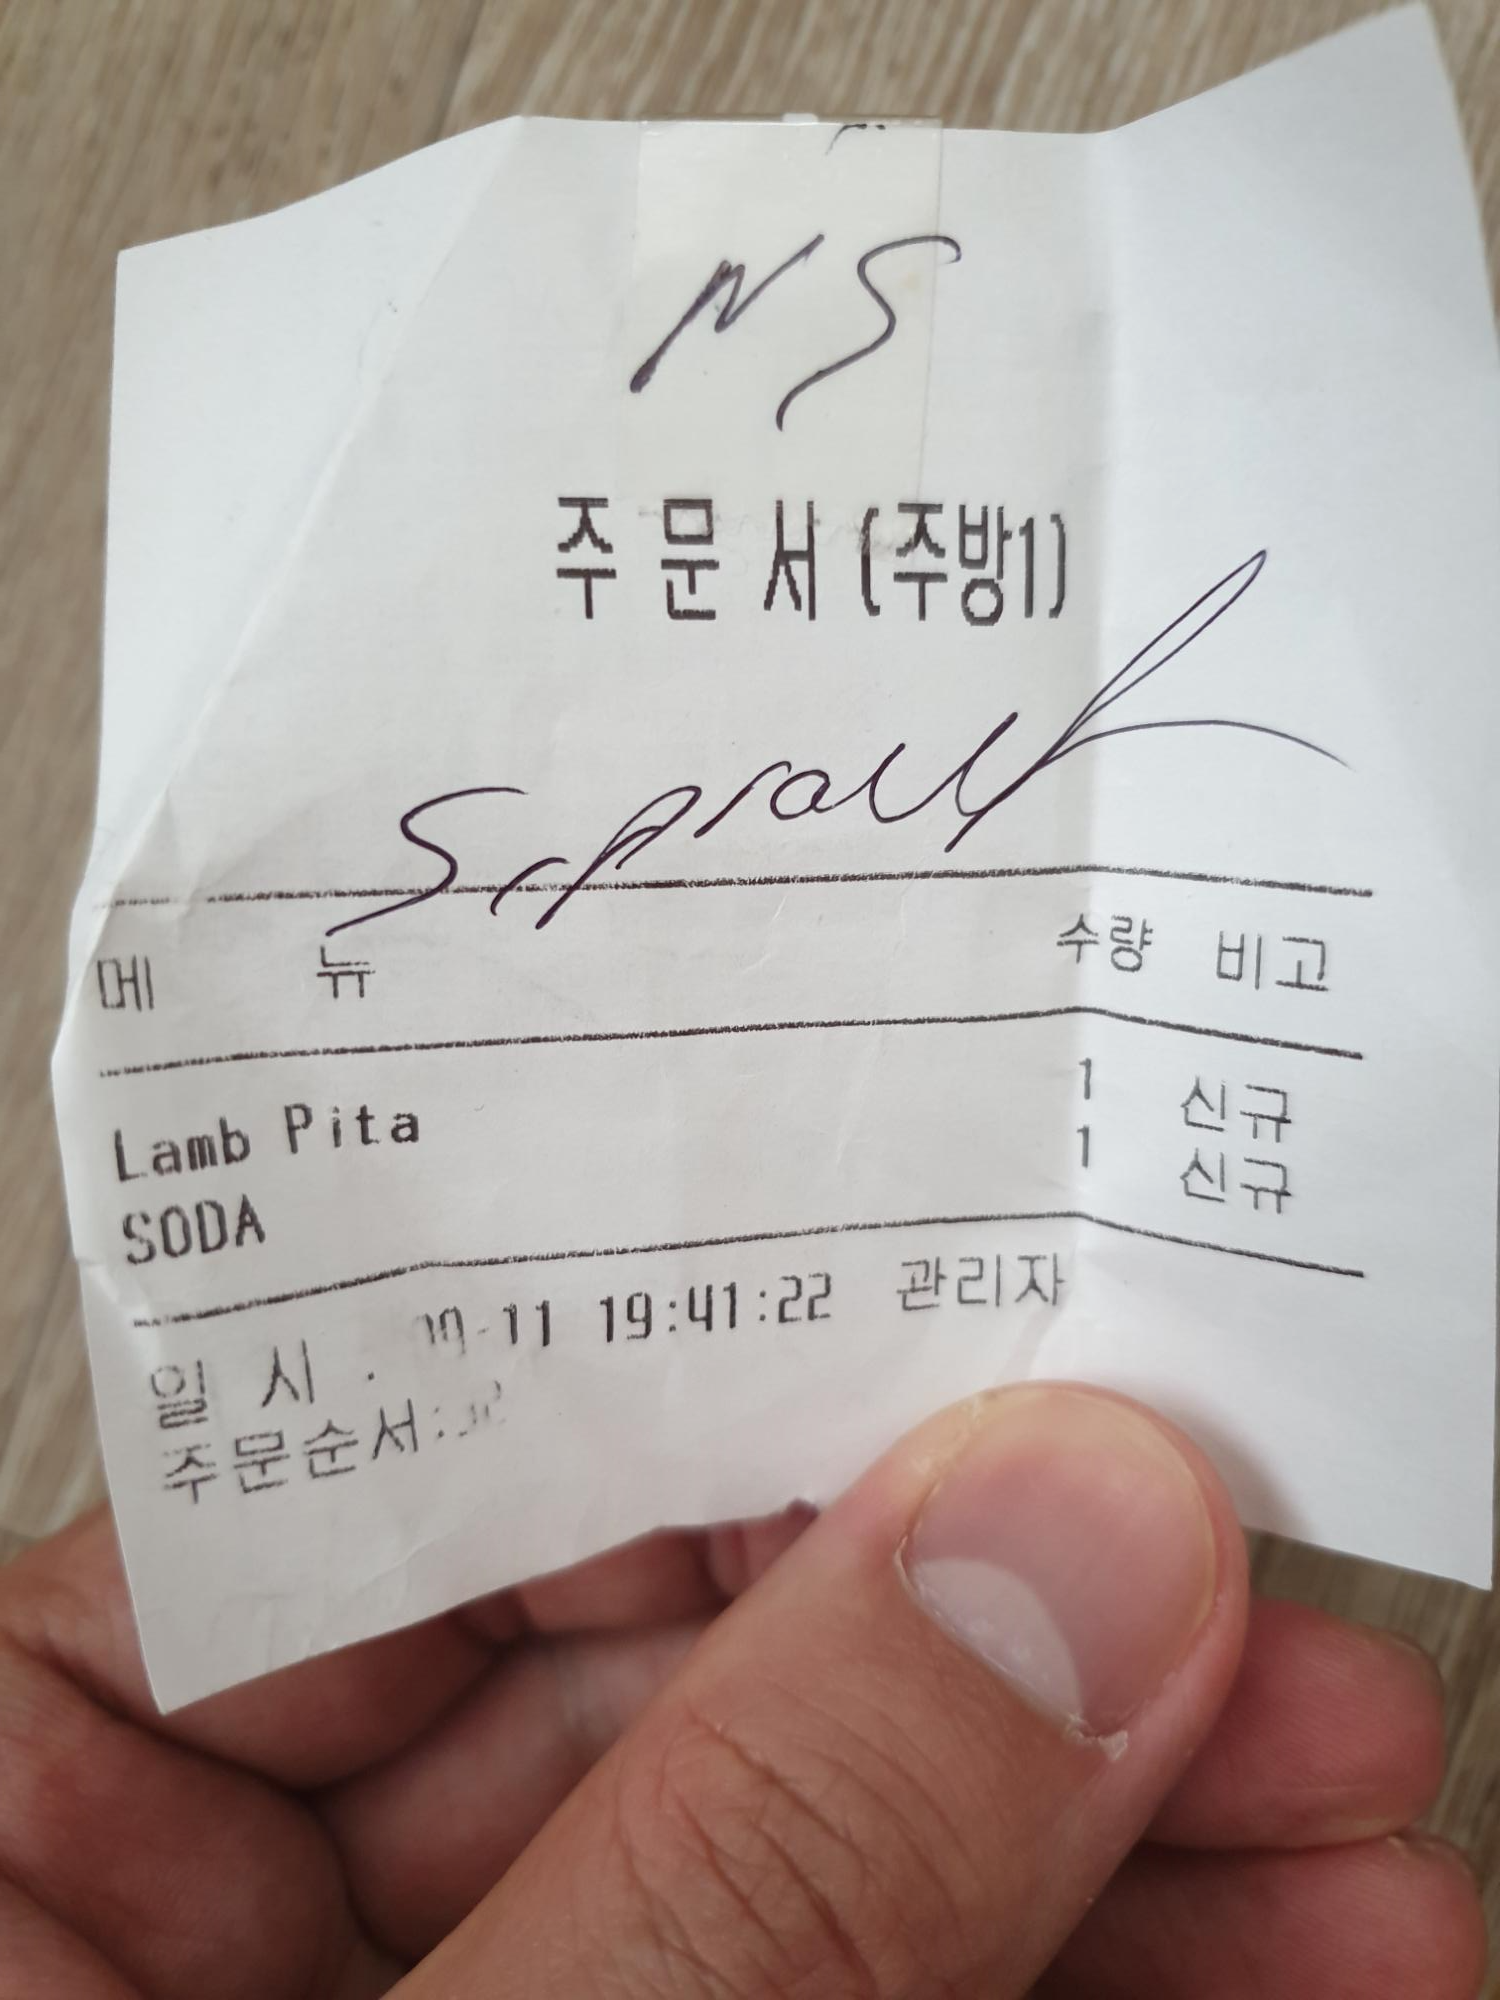 NS
주 문 서 (주방1)
메 뉴 수량 비고
Lamb Pita 1 신규
SODA 1 신규
일 시 . 11 19:41:22 관리자
주문순서: